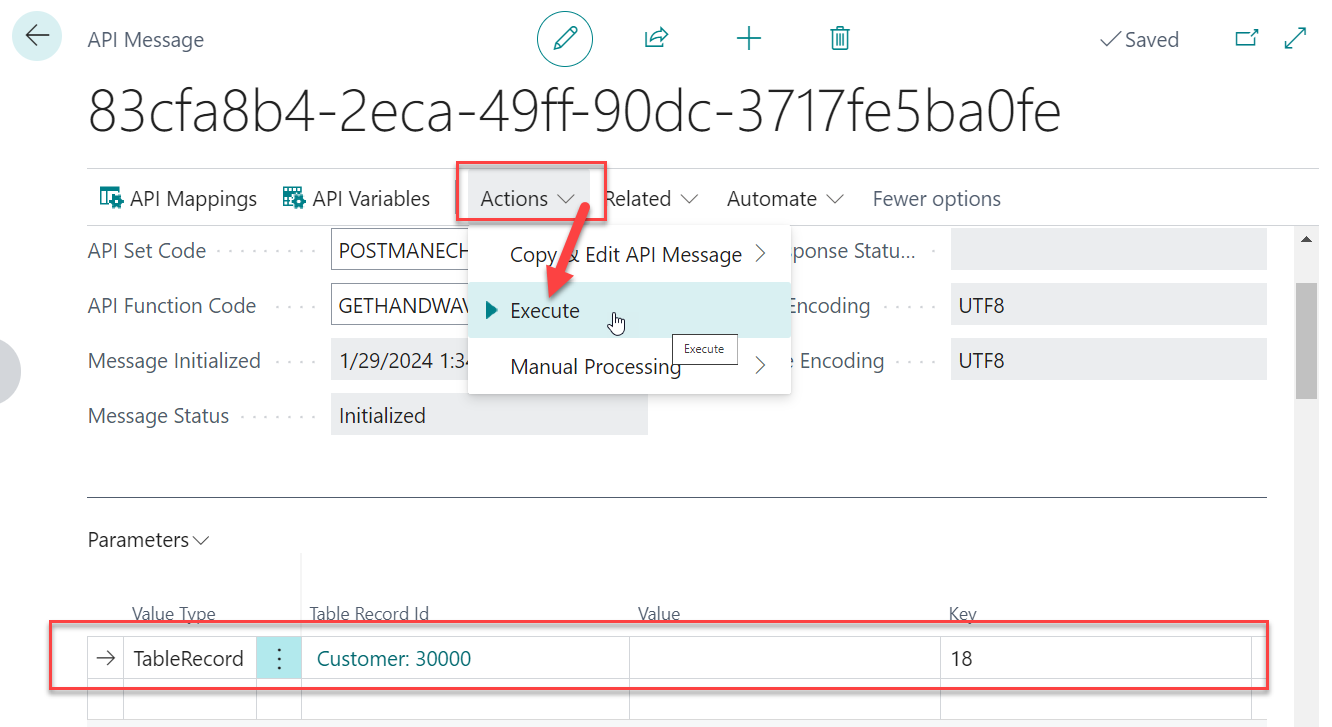 API Message
Saved
83cfa8b4-2eca-49ff-90dc-3717fe5ba0fe
API Mappings API Variables Actions Related Automate Fewer options
API Set Code POSTMANECH
Copy & Edit API Message
ponse Statu...
API Function Code GETHANDWAV
Execute
Encoding UTF8
Message Initialized 1/29/2024 1:34
Execute
Manual Processing
Encoding UTF8
Message Status Initialized
Parameters
Value Type Table Record Id Value Key
TableRecord Customer: 30000 18